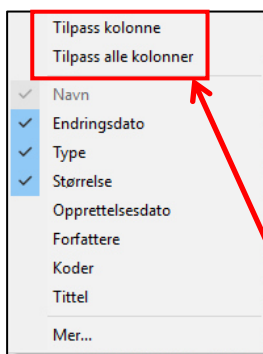 Tilpass kolonne
Tilpass alle kolonner
Navn
Endringsdato
Type
Størrelse
Opprettelsesdato
Forfattere
Koder
Tittel
Mer...